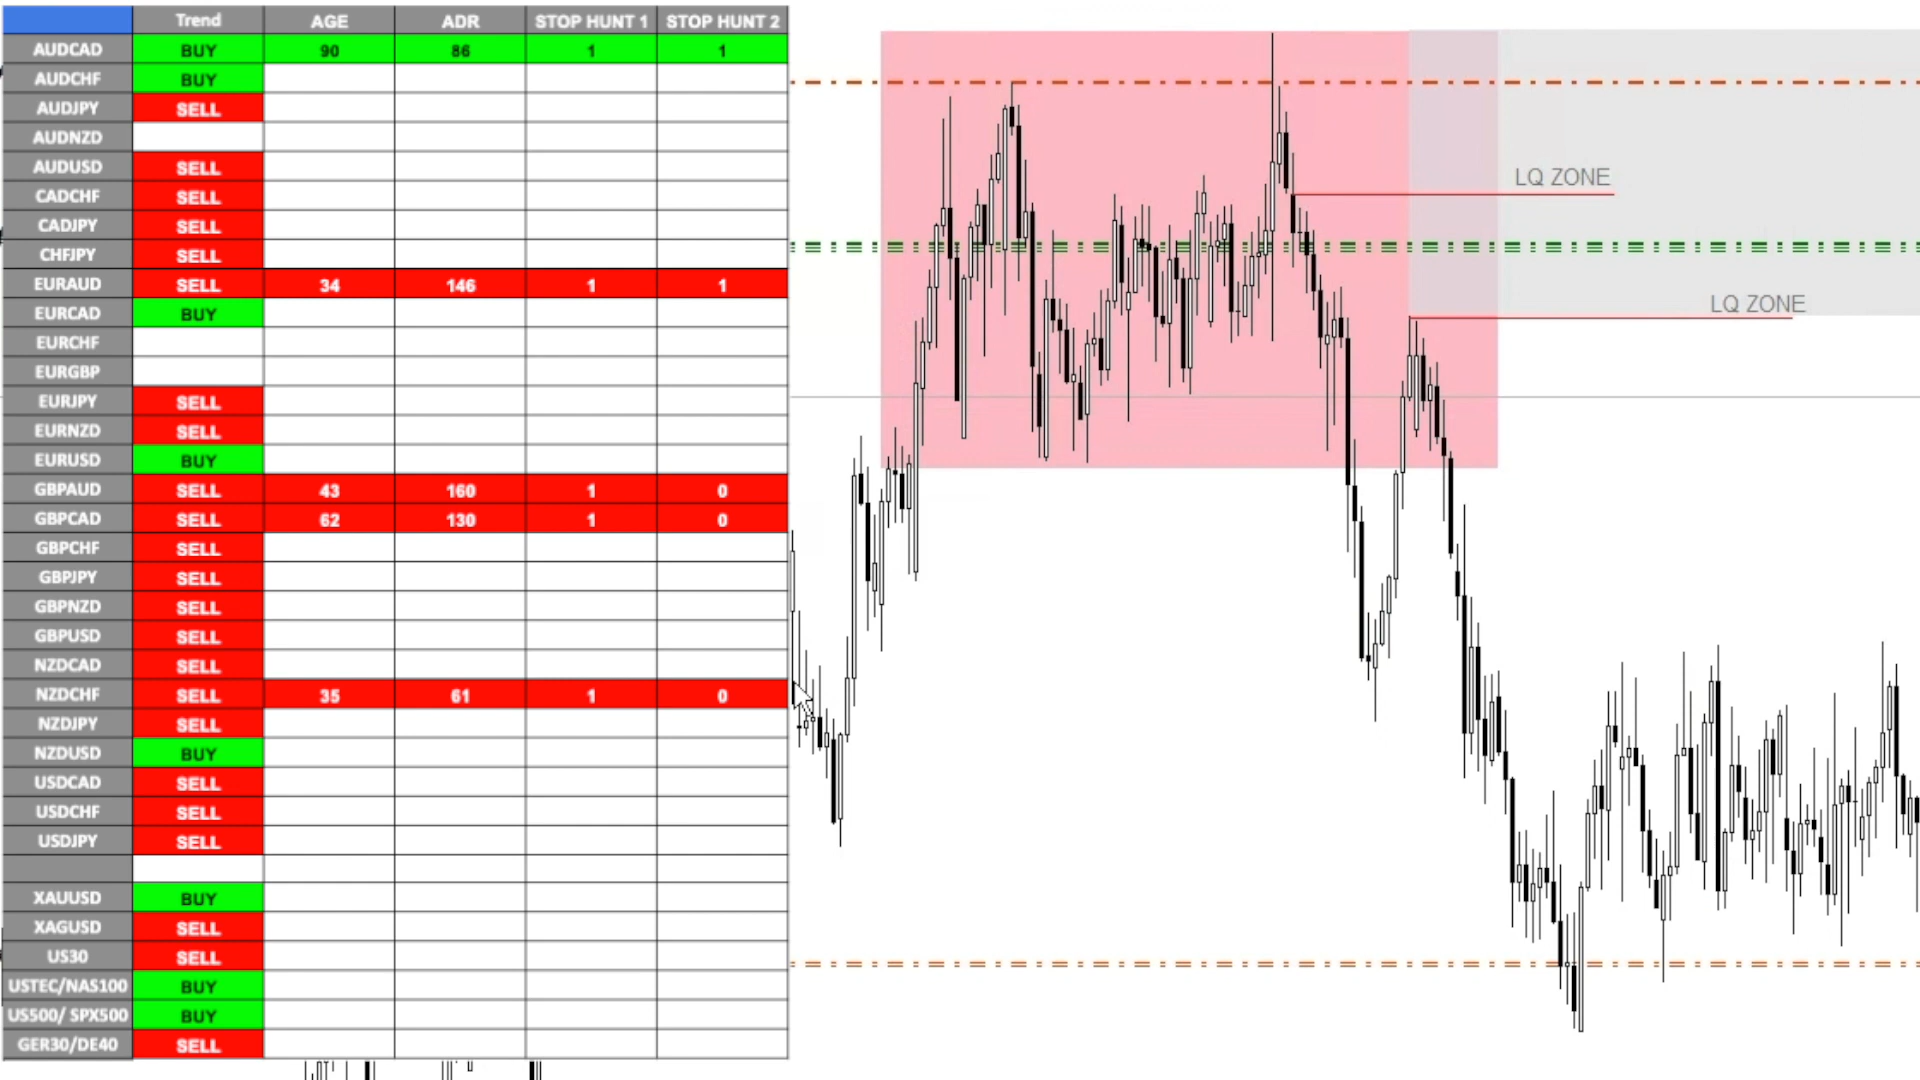 Trend AGE ADR STOP HUNT 1 STOP HUNT 2
AUDCAD BUY 90 86 1 1
AUDCHF BUY
AUDJPY SELL
AUDNZD
AUDUSD SELL
CADCHF SELL
CADJPY SELL
CHFJPY SELL
EURAUD SELL 34 146 1 1
EURCAD BUY
EURCHF
EURGBP
EURJPY SELL
EURNZD SELL
EURUSD BUY
GBPAUD SELL 43 160 1 0
GBPCAD SELL 62 130 1 0
GBPCHF SELL
GBPJPY SELL
GBPNZD SELL
GBPUSD SELL
NZDCAD SELL
NZDCHF SELL 35 61 1 0
NZDJPY SELL
NZDUSD BUY
USDCAD SELL
USDCHF SELL
USDJPY SELL
XAUUSD BUY
XAGUSD SELL
US30 SELL
USTEC/NAS100 BUY
US500/ SPX500 BUY
GER30/DE40 SELL
LQ ZONE
LQ ZONE